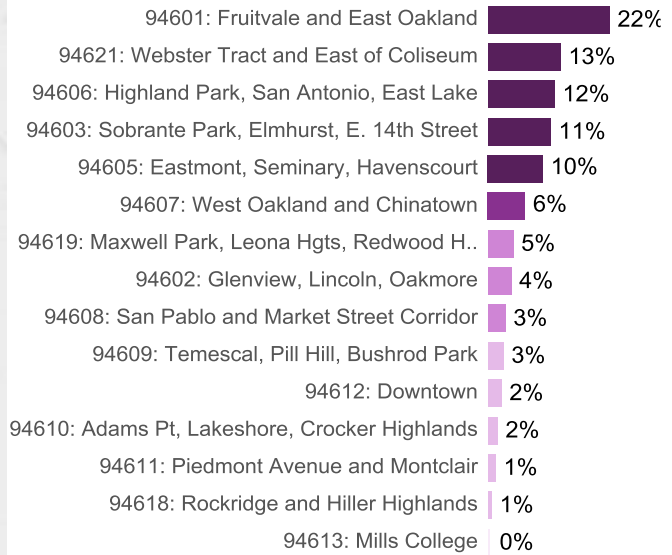 94601: Fruitvale and East Oakland 22%
94621: Webster Tract and East of Coliseum 13%
94606: Highland Park, San Antonio, East Lake 12%
94603: Sobrante Park, Elmhurst, E. 14th Street 11%
94605: Eastmont, Seminary, Havenscourt 10%
94607: West Oakland and Chinatown 6%
94619: Maxwell Park, Leona Hgts, Redwood H.. 5%
94602: Glenview, Lincoln, Oakmore 4%
94608: San Pablo and Market Street Corridor 3%
94609: Temescal, Pill Hill, Bushrod Park 3%
94612: Downtown 2%
94610: Adams Pt, Lakeshore, Crocker Highlands 2%
94611: Piedmont Avenue and Montclair 1%
94618: Rockridge and Hiller Highlands 1%
94613: Mills College 0%